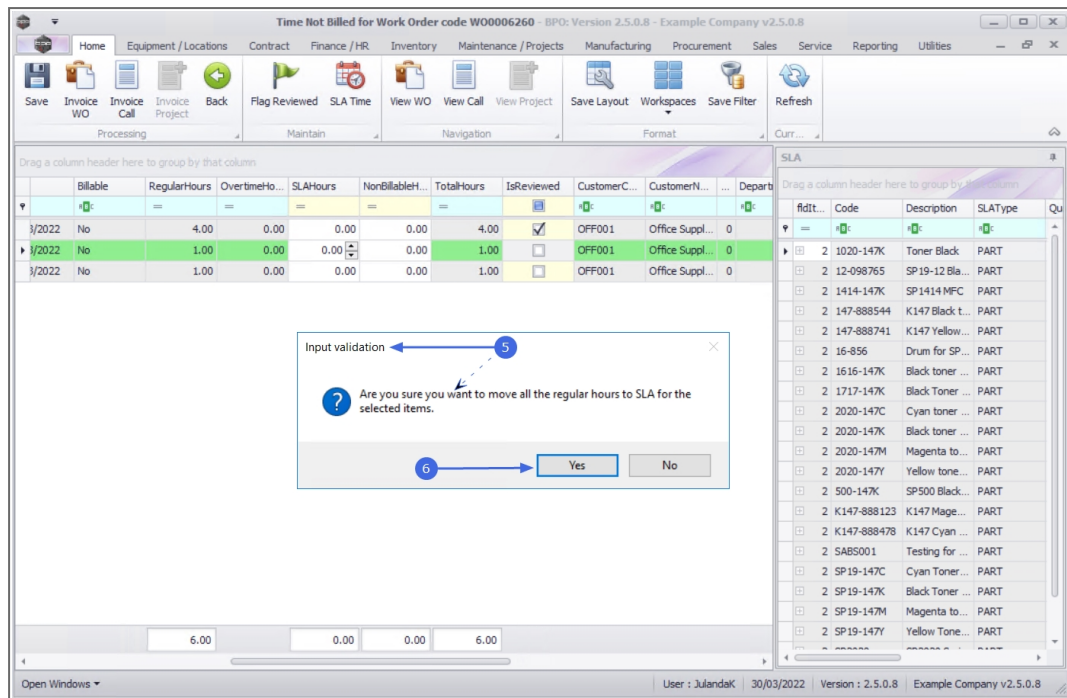 Time Not Billed for Work Order code WO0006260 - BPO: Version 2.5.0.8 - Example Company v2.5.0.8
Home Equipment / Locations Contract Finance / HR Inventory Maintenance / Projects Manufacturing Procurement Sales Service Reporting Utilities
Save Invoice WO Invoice Call Invoice Project Back Flag Reviewed SLA Time View WO View Call View Project Save Layout Workspaces Save Filter Refresh
Processing Maintain Navigation Format Curr...
Drag a column header here to group by that column
Billable RegularHours OvertimeHo... SLAHours NonBillableH... TotalHours IsReviewed CustomerC... CustomerN... ... Departm
= = = = =
3/2022 No 4.00 0.00 0.00 0.00 4.00 OFF001 Office Suppl... 0
3/2022 No 1.00 0.00 0.00 0.00 1.00 OFF001 Office Suppl... 0
3/2022 No 1.00 0.00 0.00 0.00 1.00 OFF001 Office Suppl... 0
Input validation
5
?
Are you sure you want to move all the regular hours to SLA for the
selected items.
6
Yes No
6.00 0.00 0.00 6.00
SLA
Drag a column header here to group by that column
fldIt... Code Description SLAType Qu
=
2 1020-147K Toner Black PART
2 12-098765 SP19-12 Bla... PART
2 1414-147K SP1414 MFC PART
2 147-888544 K147 Black t... PART
2 147-888741 K147 Yellow... PART
2 16-856 Drum for SP... PART
2 1616-147K Black toner ... PART
2 1717-147K Black Toner ... PART
2 2020-147C Cyan toner ... PART
2 2020-147K Black toner ... PART
2 2020-147M Magenta to... PART
2 2020-147Y Yellow tone... PART
2 500-147K SP500 Black... PART
2 K147-888123 K147 Mage... PART
2 K147-888478 K147 Cyan ... PART
2 SABS001 Testing for ... PART
2 SP19-147C Cyan Toner... PART
2 SP19-147K Black Toner ... PART
2 SP19-147M Magenta to... PART
2 SP19-147Y Yellow Tone... PART
Open Windows User : JulandaK 30/03/2022 Version : 2.5.0.8 Example Company v2.5.0.8